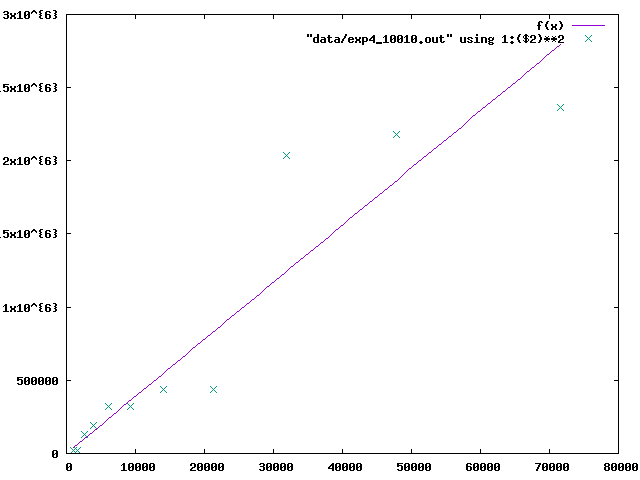 3x10^{6}
.5x10^{6}
2x10^{6}
.5x10^{6}
1x10^{6}
500000
0
f(x)
"data/exp4_10010.out" using 1:($2)**2
0 10000 20000 30000 40000 50000 60000 70000 80000